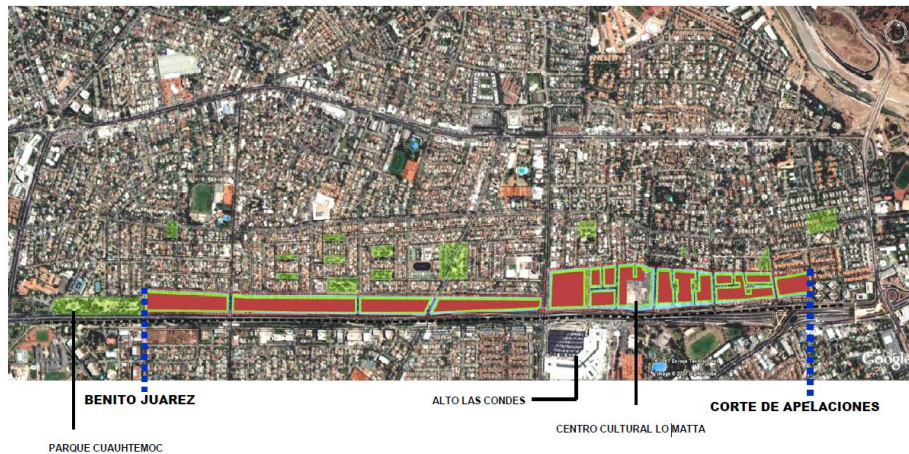 Google
BENITO JUAREZ
ALTO LAS CONDES
CORTE DE APELACIONES
CENTRO CULTURAL LO MATTA
PARQUE CUAUHTEMOC